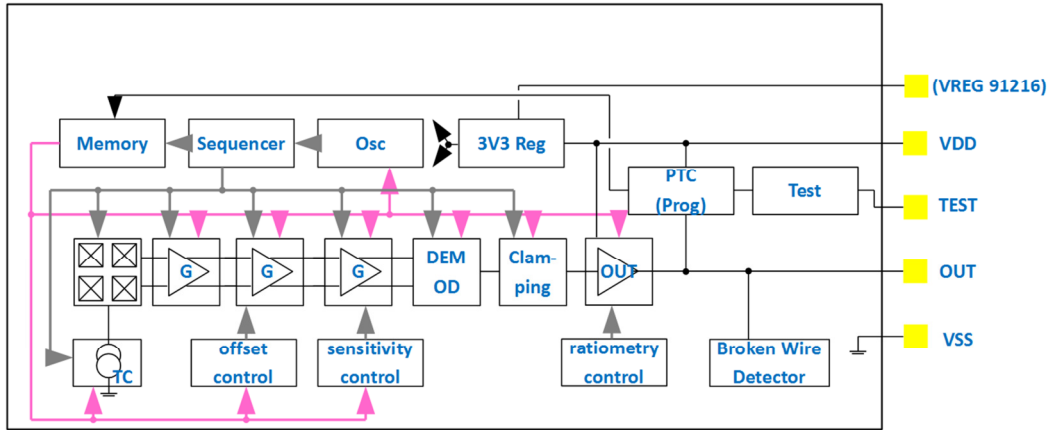 (VREG 91216)
Memory
Sequencer
Osc
3V3 Reg
VDD
PTC
(Prog)
Test
TEST
G
G
G
DEM
OD
Clam-
ping
OUT
OUT
VSS
TC
offset
control
sensitivity
control
ratiometry
control
Broken Wire
Detector